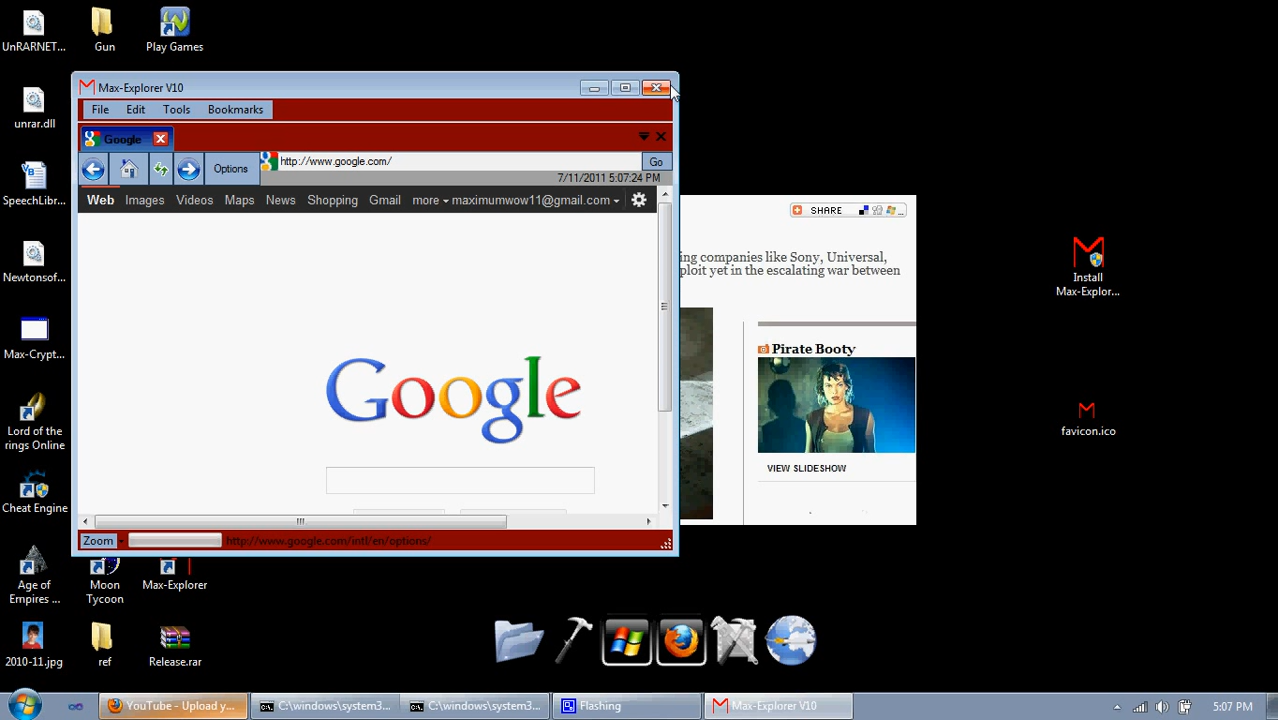 UnRARNET...
Gun
Play Games
unrar.dll
SpeechLibr...
Newtonsof...
Max-Crypt...
Lord of the
rings Online
Cheat Engine
Age of
Empires ...
Moon
Tycoon
Max-Explorer
2010-11.jpg
ref
Release.rar
Max-Explorer V10
File Edit Tools Bookmarks
Google
Options
http://www.google.com/
Go
7/11/2011 5:07:24 PM
Web Images Videos Maps News Shopping Gmail more maximumwow11@gmail.com
Google
Zoom
http://www.google.com/intl/en/options/
SHARE
ing companies like Sony, Universal,
ploit yet in the escalating war between
Pirate Booty
VIEW SLIDESHOW
Install
Max-Explor...
favicon.ico
YouTube - Upload y...
C:\windows\system3...
C:\windows\system3...
Flashing
Max-Explorer V10
5:07 PM